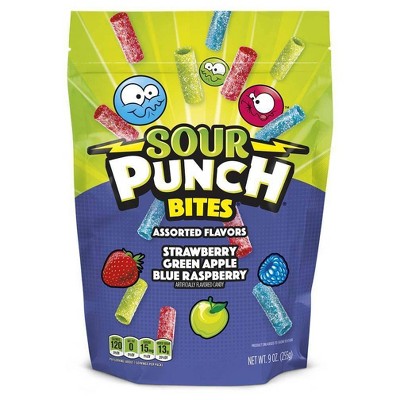 SOUR
PUNCH
BITES
ASSORTED FLAVORS
STRAWBERRY
GREEN APPLE
BLUE RASPBERRY
ARTIFICIALLY FLAVORED CANDY
120 0 15mg 13g
NET WT. 9 OZ. (255g)